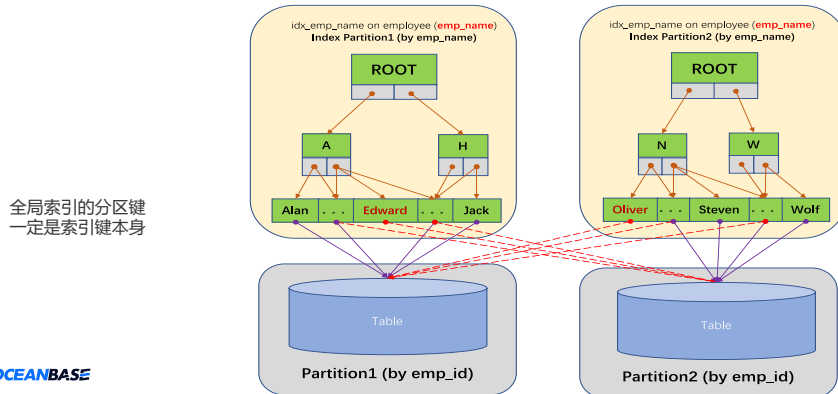 idx_emp_name on employee (emp_name)
Index Partition1 (by emp_name)
ROOT
A
H
Alan
. . .
Edward
. . .
Jack
Table
Partition1 (by emp_id)
idx_emp_name on employee (emp_name)
Index Partition2 (by emp_name)
ROOT
N
W
Oliver
. . .
Steven
. . .
Wolf
Table
Partition2 (by emp_id)
全局索引的分区键
一定是索引键本身
OCEANBASE